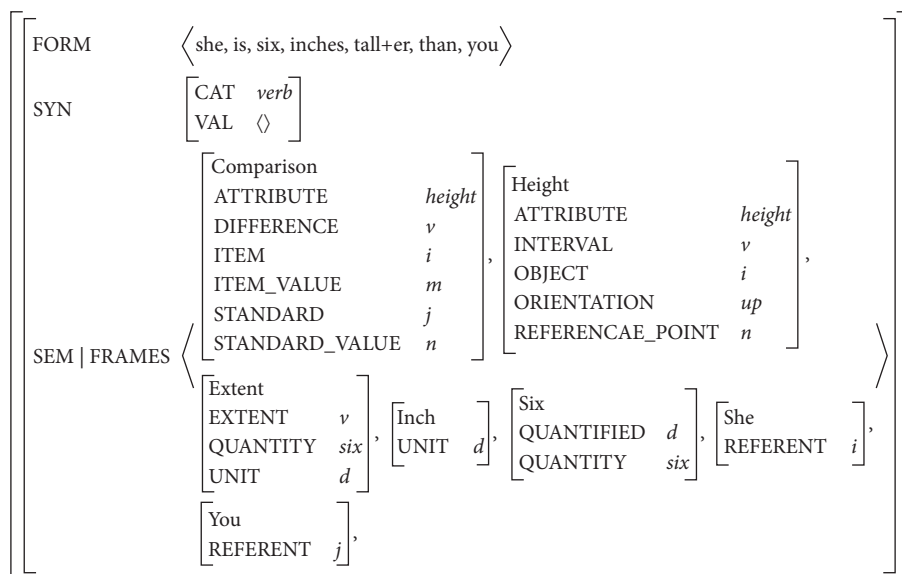 FORM ⟨she, is, six, inches, tall+er, than, you⟩
SYN
CAT verb
VAL ⟨⟩
SEM | FRAMES
Comparison
ATTRIBUTE height
DIFFERENCE v
ITEM i
ITEM_VALUE m
STANDARD j
STANDARD_VALUE n
,
Height
ATTRIBUTE height
INTERVAL v
OBJECT i
ORIENTATION up
REFERENCAE_POINT n
,
Extent
EXTENT v
QUANTITY six
UNIT d
,
Inch
UNIT d
,
Six
QUANTIFIED d
QUANTITY six
,
She
REFERENT i
,
You
REFERENT j
,